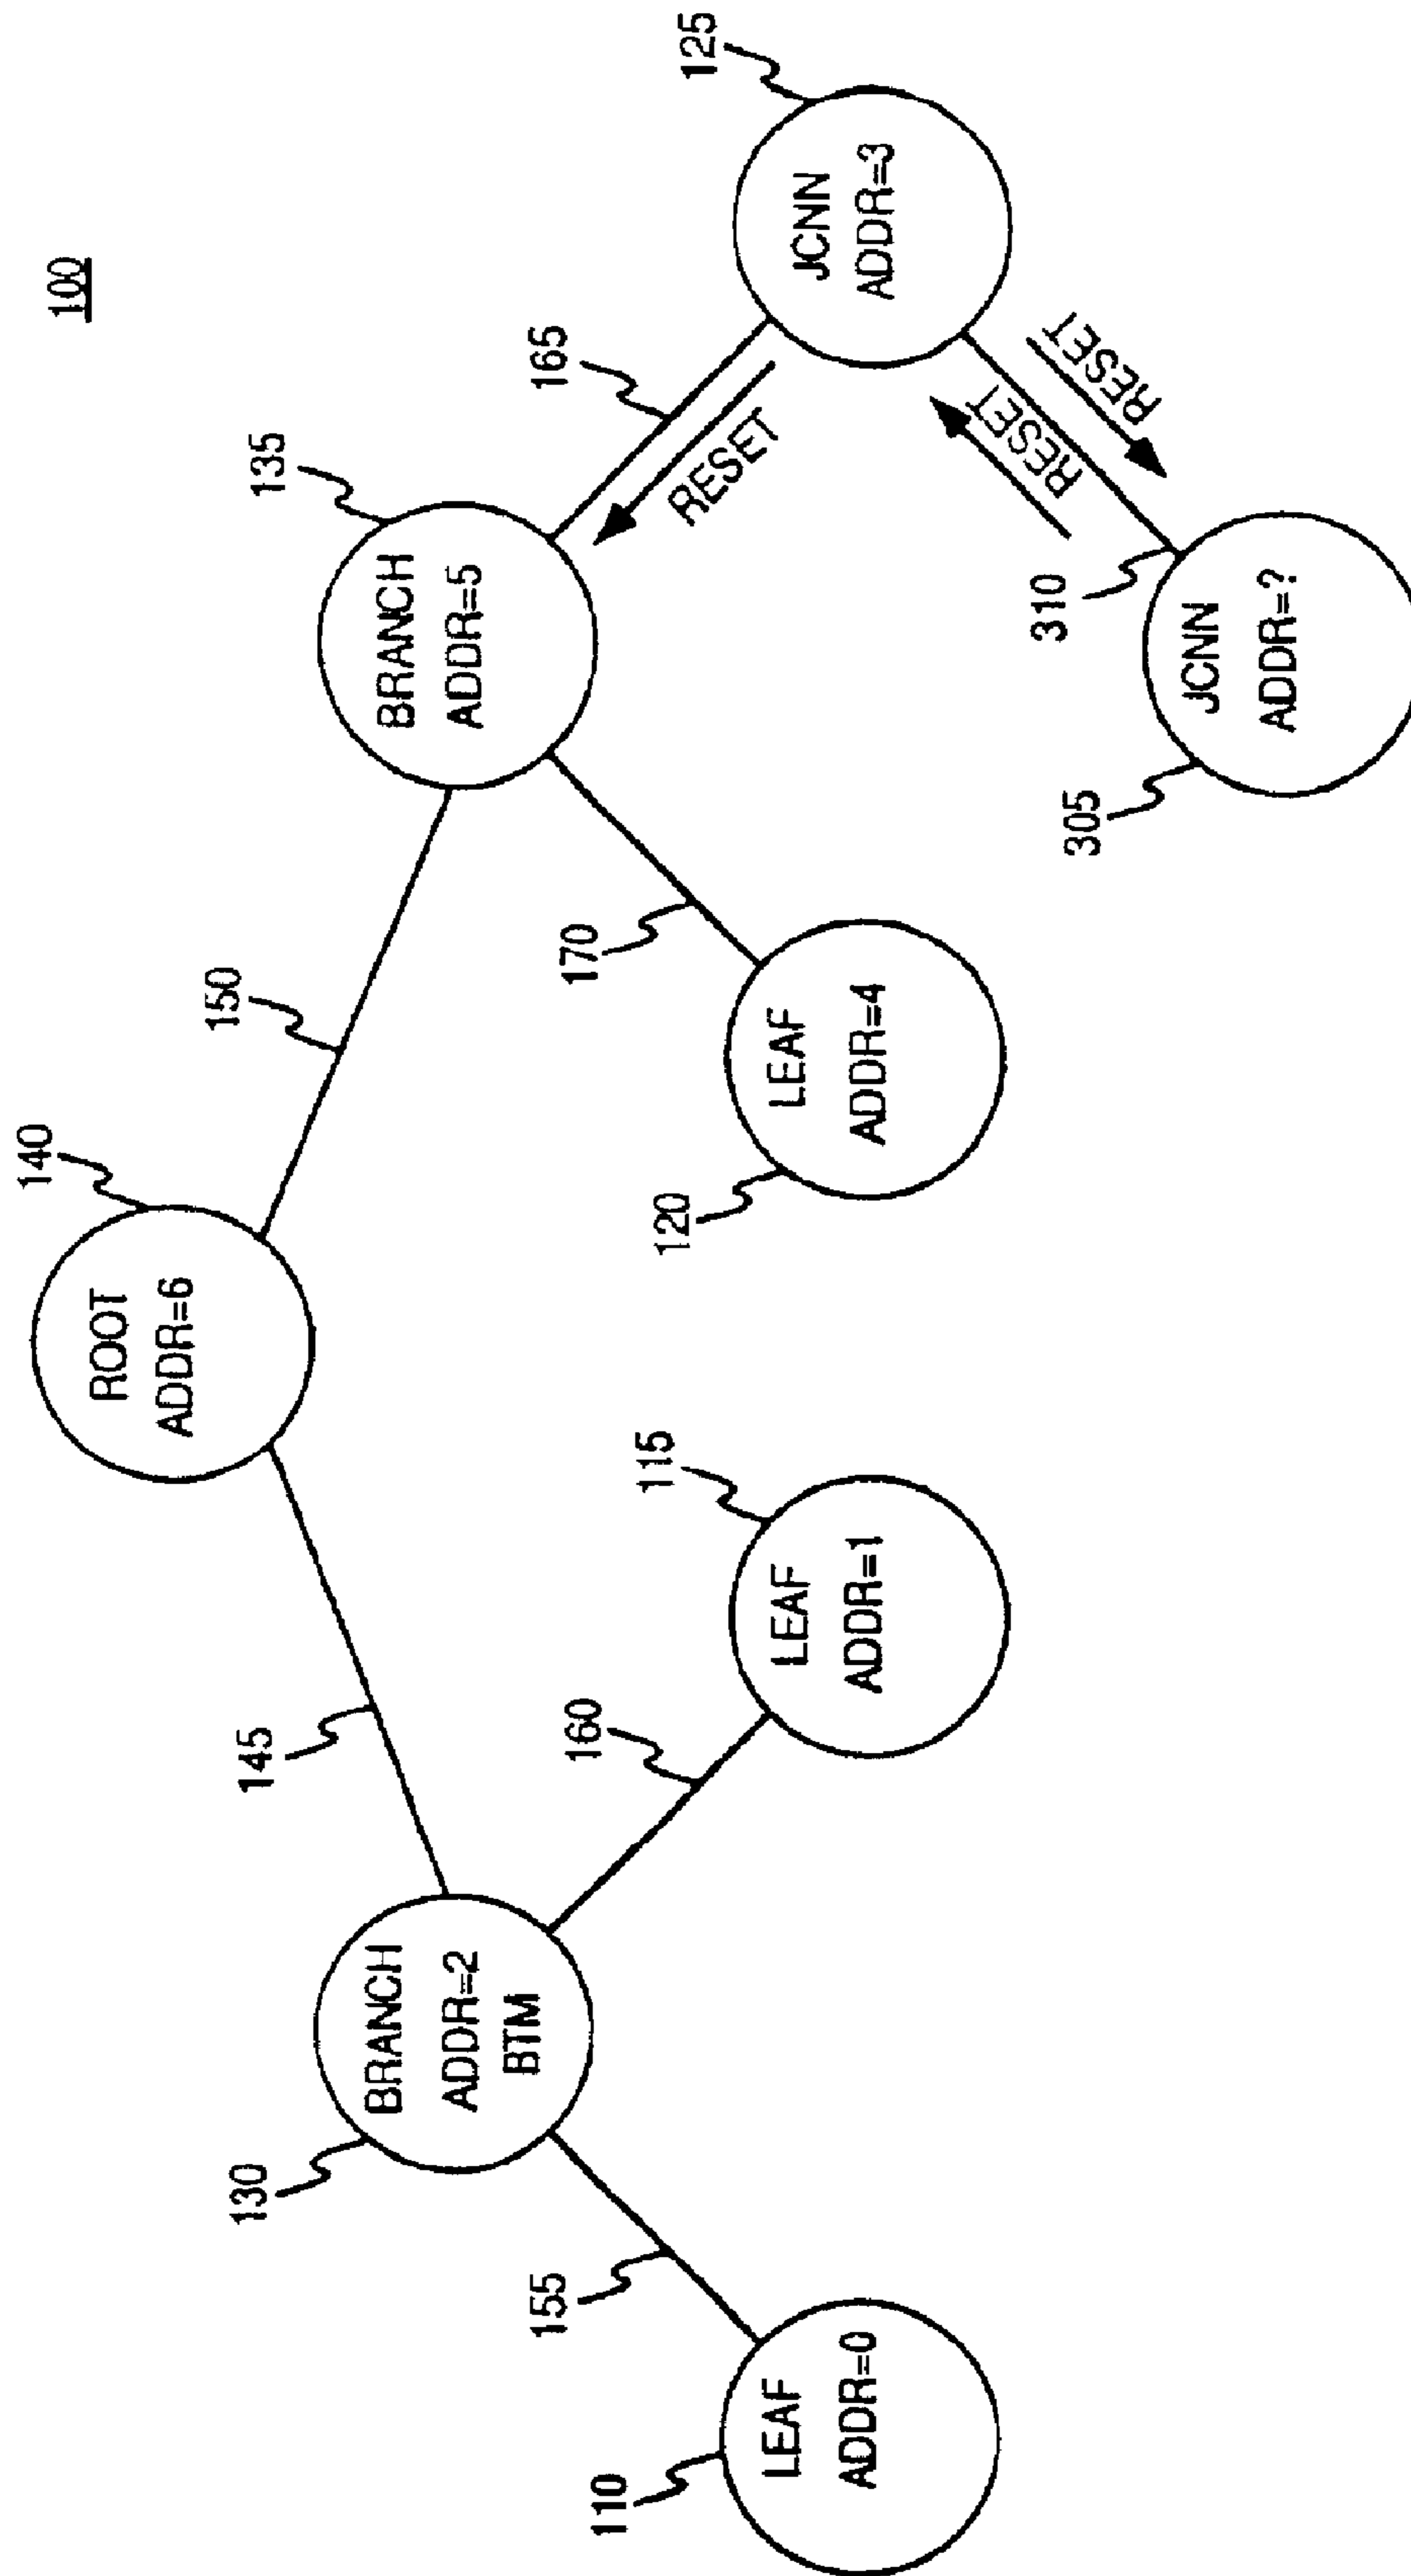 100
140
ROOT
ADDR=6
145
150
130
BRANCH
ADDR=2
BTM
135
BRANCH
ADDR=5
155
160
170
165
RESET
110
LEAF
ADDR=0
115
LEAF
ADDR=1
120
LEAF
ADDR=4
125
JCNN
ADDR=3
RESET
RESET
310
305
JCNN
ADDR=?